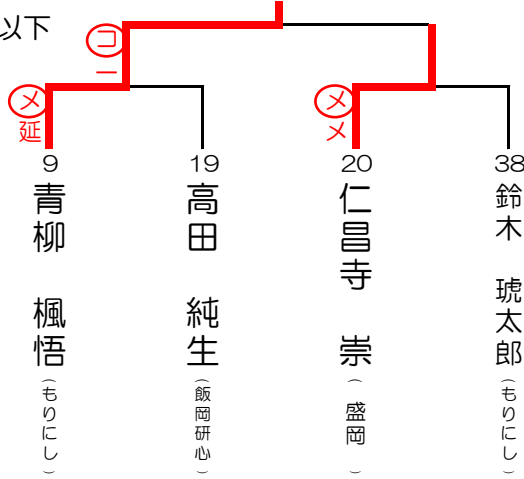 以下
コ
一
メ
延
メ
メ
9
青柳 楓悟
(もりにし)
19
高田 純生
(飯岡研心)
20
仁昌寺 崇
(盛岡)
38
鈴木 琥太郎
(もりにし)